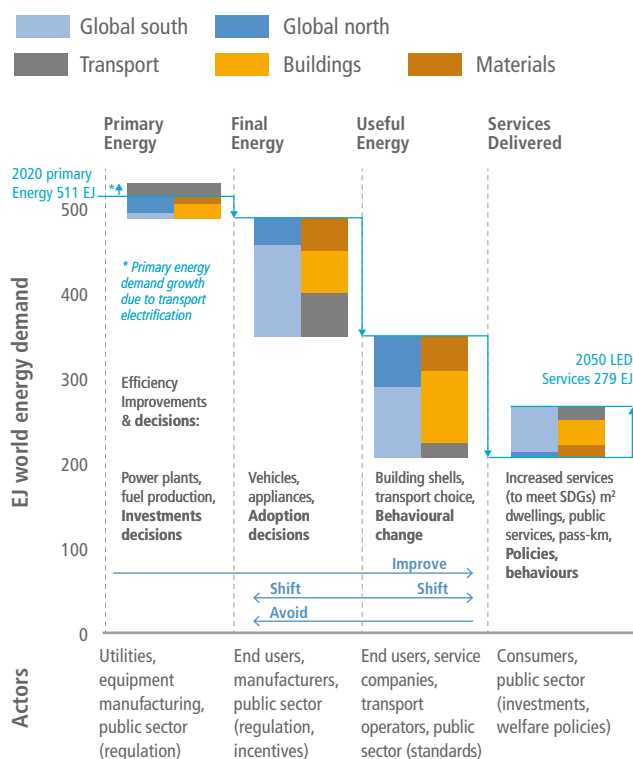 Global south
Global north
Transport
Buildings
Materials
Primary
Energy
Final
Energy
Useful
Energy
Services
Delivered
2020 primary
Energy 511 EJ
*
500
400
300
200
100
0
EJ world energy demand
* Primary energy
demand growth
due to transport
electrification
2050 LED
Services 279 EJ
Efficiency
Improvements
& decisions:
Power plants,
fuel production,
Investments
decisions
Vehicles,
appliances,
Adoption
decisions
Building shells,
transport choice,
Behavioural
change
Increased services
(to meet SDGs) m²
dwellings, public
services, pass-km,
Policies,
behaviours
Improve
Shift
Shift
Avoid
Actors
Utilities,
equipment
manufacturing,
public sector
(regulation)
End users,
manufacturers,
public sector
(regulation,
incentives)
End users, service
companies,
transport
operators, public
sector (standards)
Consumers,
public sector
(investments,
welfare policies)